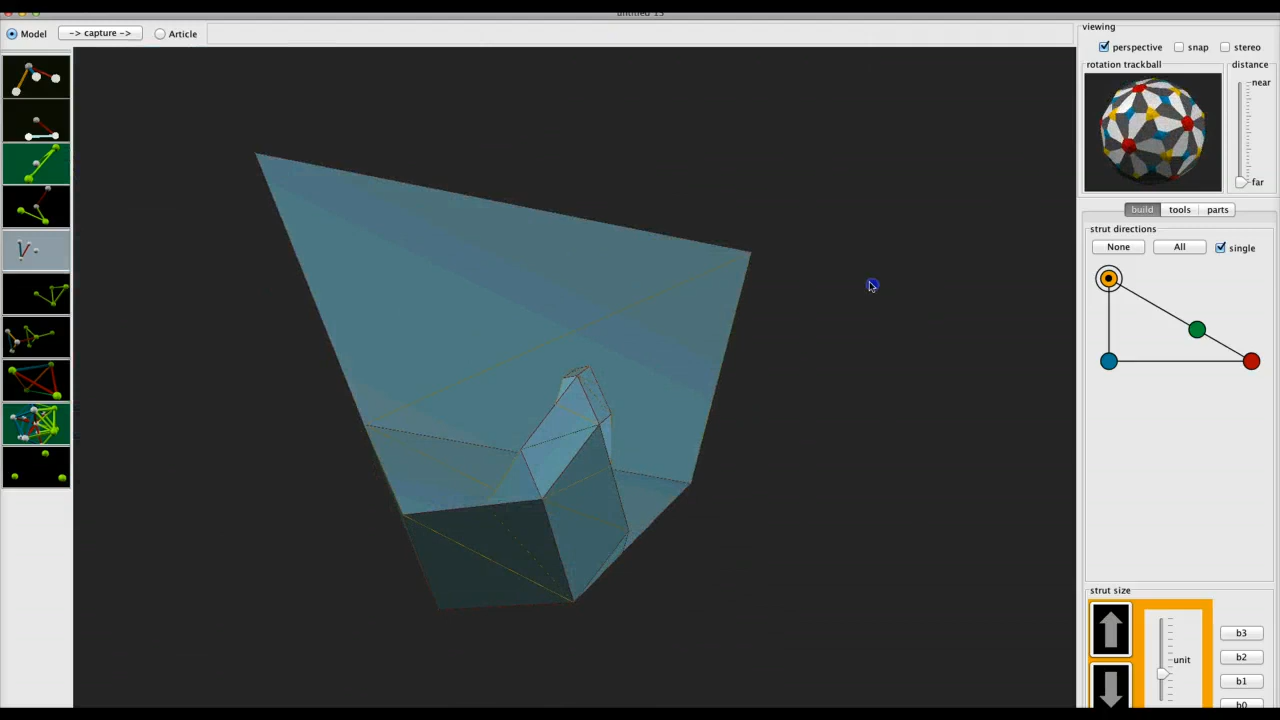 untitled 13
viewing
Model
-> capture ->
Article
perspective
snap
stereo
rotation trackball
distance
near
far
build
tools
parts
strut directions
None
All
single
strut size
b3
unit
b2
b1
b0